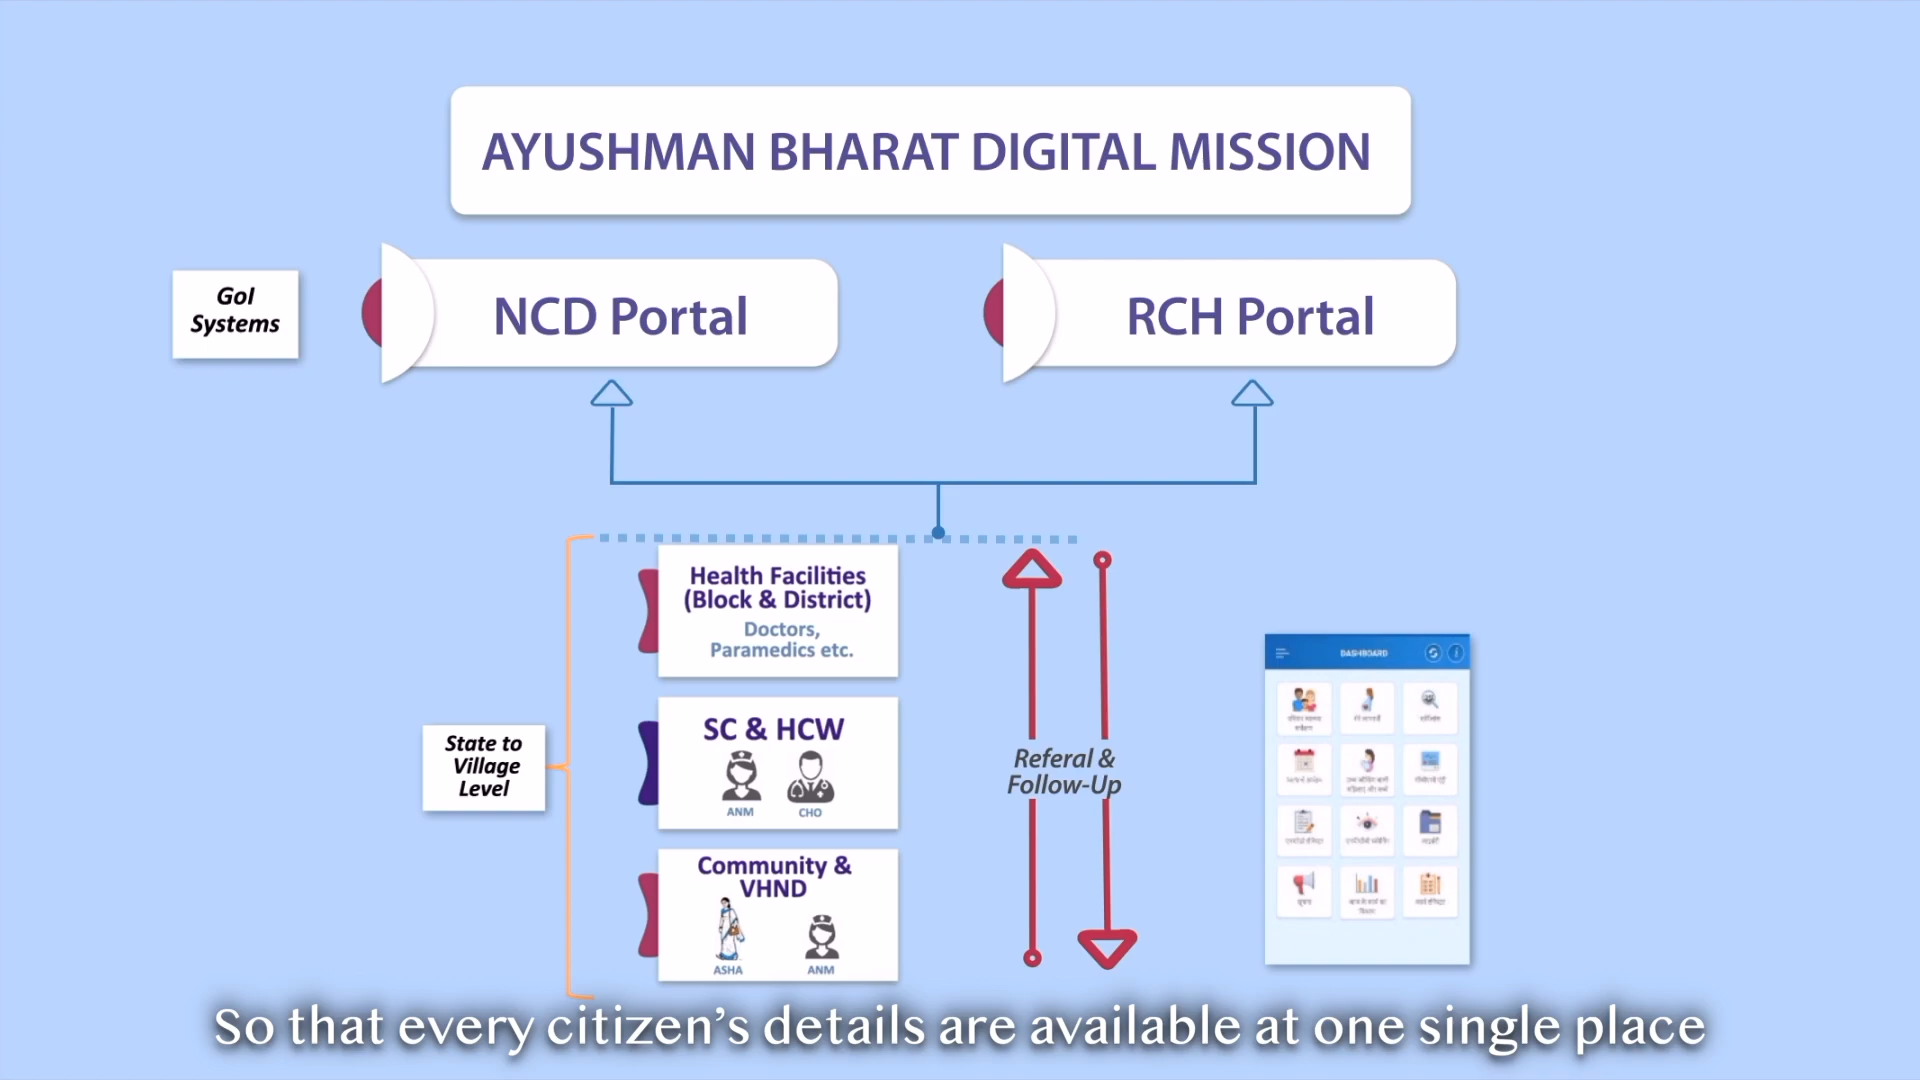 AYUSHMAN BHARAT DIGITAL MISSION
GoI
Systems
NCD Portal
RCH Portal
Health Facilities
(Block & District)
Doctors,
Paramedics etc.
State to
Village
Level
SC & HCW
ANM
CHO
Community &
VHND
ASHA
ANM
Referal &
Follow-Up
DASHBOARD
So that every citizen’s details are available at one single place